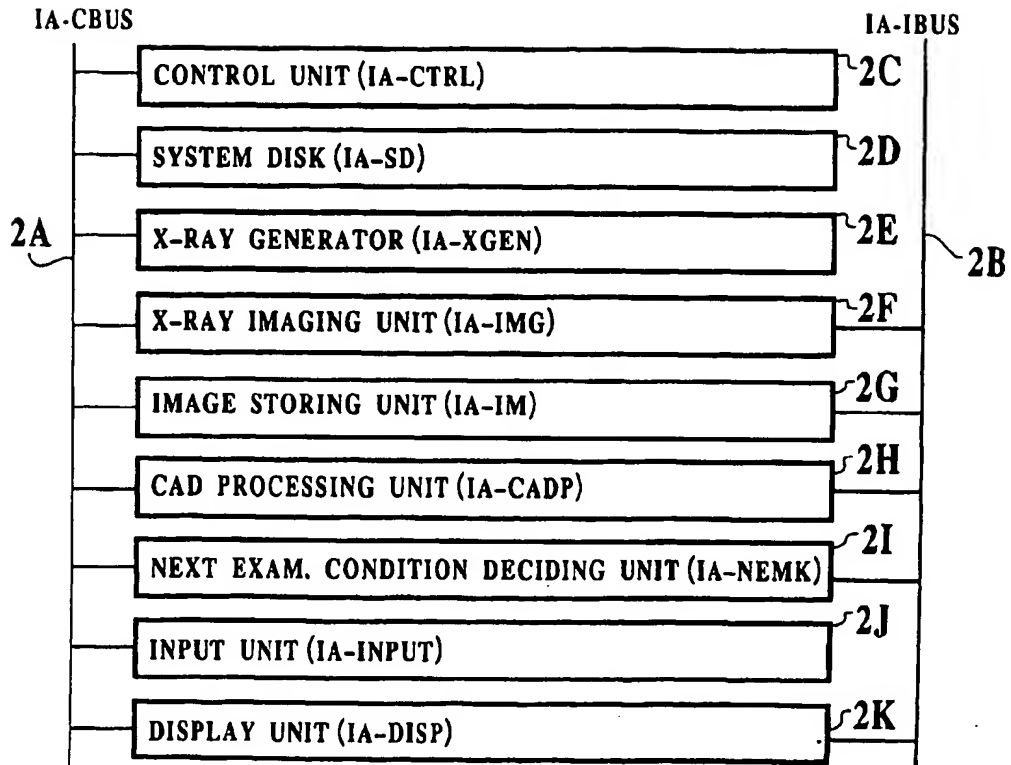 IA-CBUS IA-IBUS
CONTROL UNIT (IA-CTRL) 2C
SYSTEM DISK (IA-SD) 2D
2A X-RAY GENERATOR (IA-XGEN) 2E
2B
X-RAY IMAGING UNIT (IA-IMG) 2F
IMAGE STORING UNIT (IA-IM) 2G
CAD PROCESSING UNIT (IA-CADP) 2H
NEXT EXAM. CONDITION DECIDING UNIT (IA-NEMK) 2I
INPUT UNIT (IA-INPUT) 2J
DISPLAY UNIT (IA-DISP) 2K